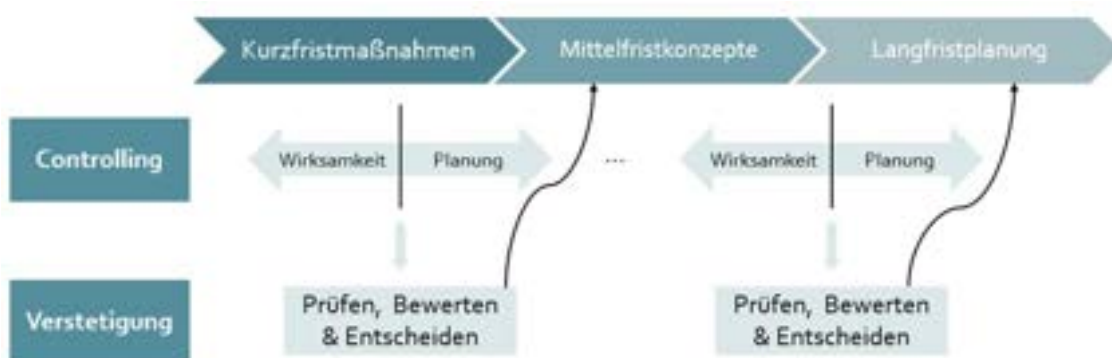 Kurzfristmaßnahmen
Mittelfristkonzepte
Langfristplanung
Controlling
Wirksamkeit
Planung
...
Wirksamkeit
Planung
Verstetigung
Prüfen, Bewerten
& Entscheiden
Prüfen, Bewerten
& Entscheiden